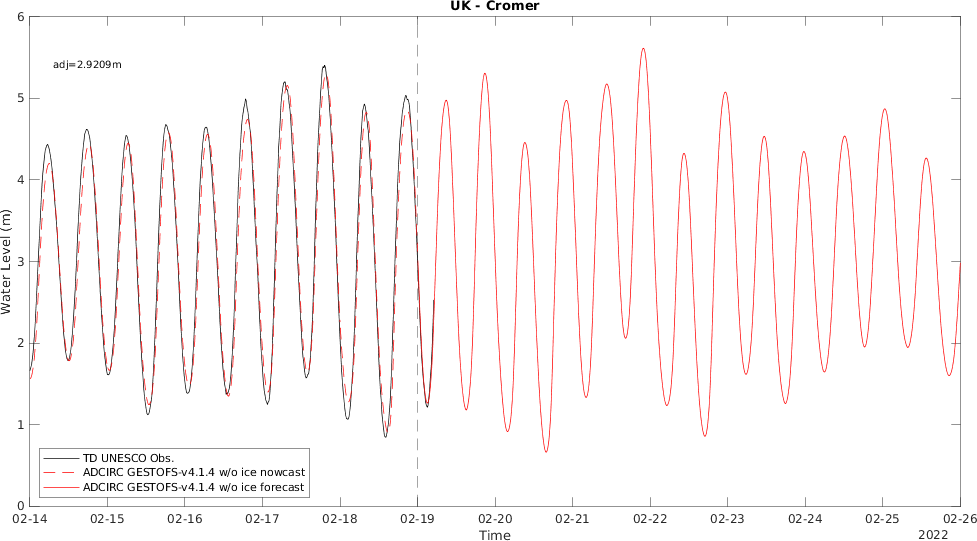 UK - Cromer
6
adj=2.9209m
5
4
3
2
1
0
Water Level (m)
TD UNESCO Obs.
ADCIRC GESTOFS-v4.1.4 w/o ice nowcast
ADCIRC GESTOFS-v4.1.4 w/o ice forecast
02-14 02-15 02-16 02-17 02-18 02-19 02-20 02-21 02-22 02-23 02-24 02-25 02-26
Time
2022